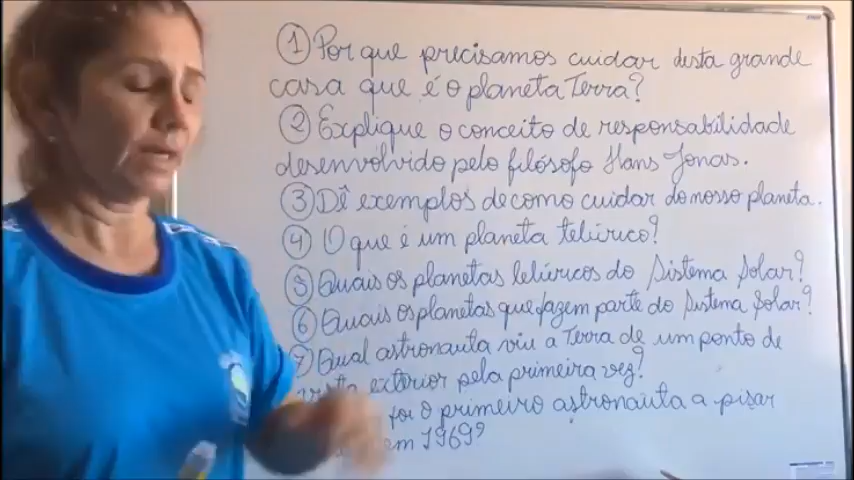 1 Por que precisamos cuidar desta grande
casa que é o planeta Terra?
2 Explique o conceito de responsabilidade
desenvolvido pelo filósofo Hans Jonas.
3 Dê exemplos de como cuidar do nosso planeta.
4 O que é um planeta telúrico?
5 Quais os planetas telúricos do Sistema Solar?
6 Quais os planetas que fazem parte do Sistema Solar?
7 Qual astronauta viu a Terra de um ponto de
vista exterior pela primeira vez?
foi o primeiro astronauta a pisar
em 1969?